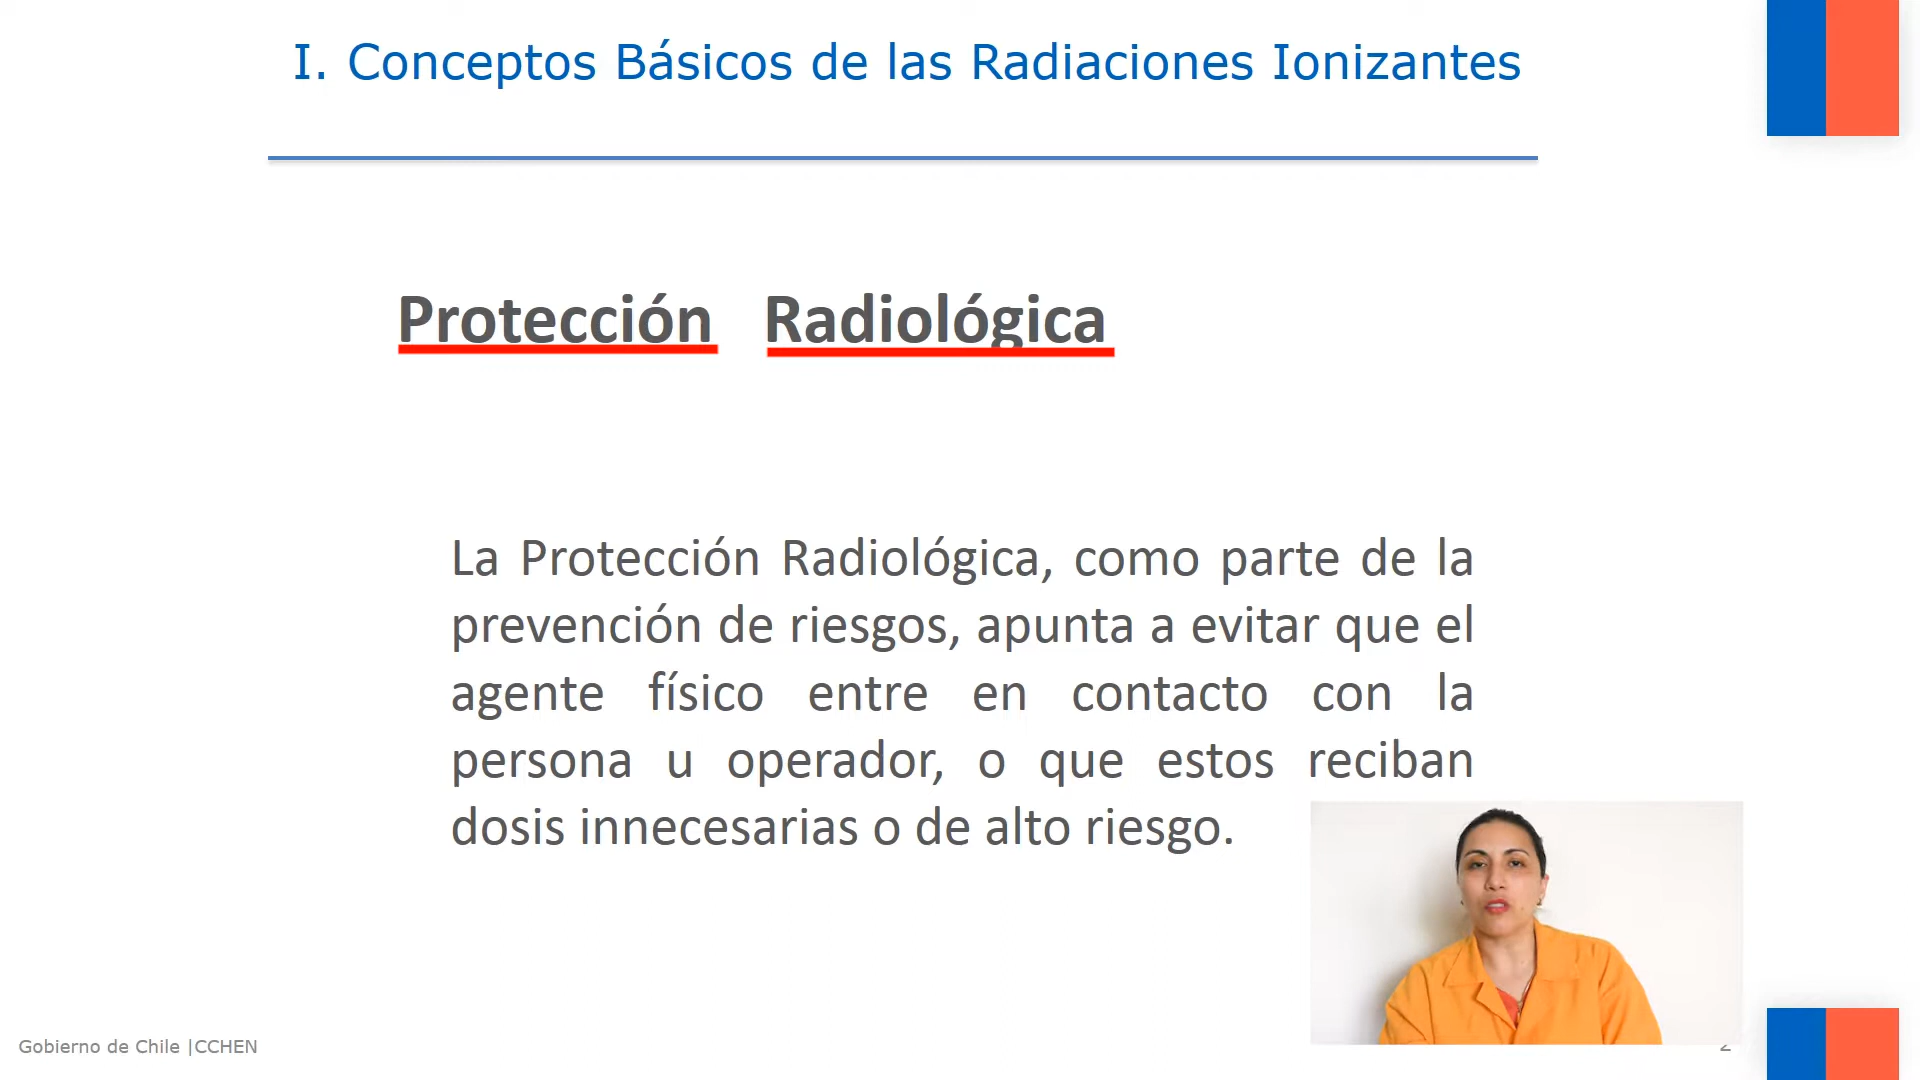 I. Conceptos Básicos de las Radiaciones Ionizantes
Protección Radiológica
La Protección Radiológica, como parte de la
prevención de riesgos, apunta a evitar que el
agente físico entre en contacto con la
persona u operador, o que estos reciban
dosis innecesarias o de alto riesgo.
Gobierno de Chile |CCHEN